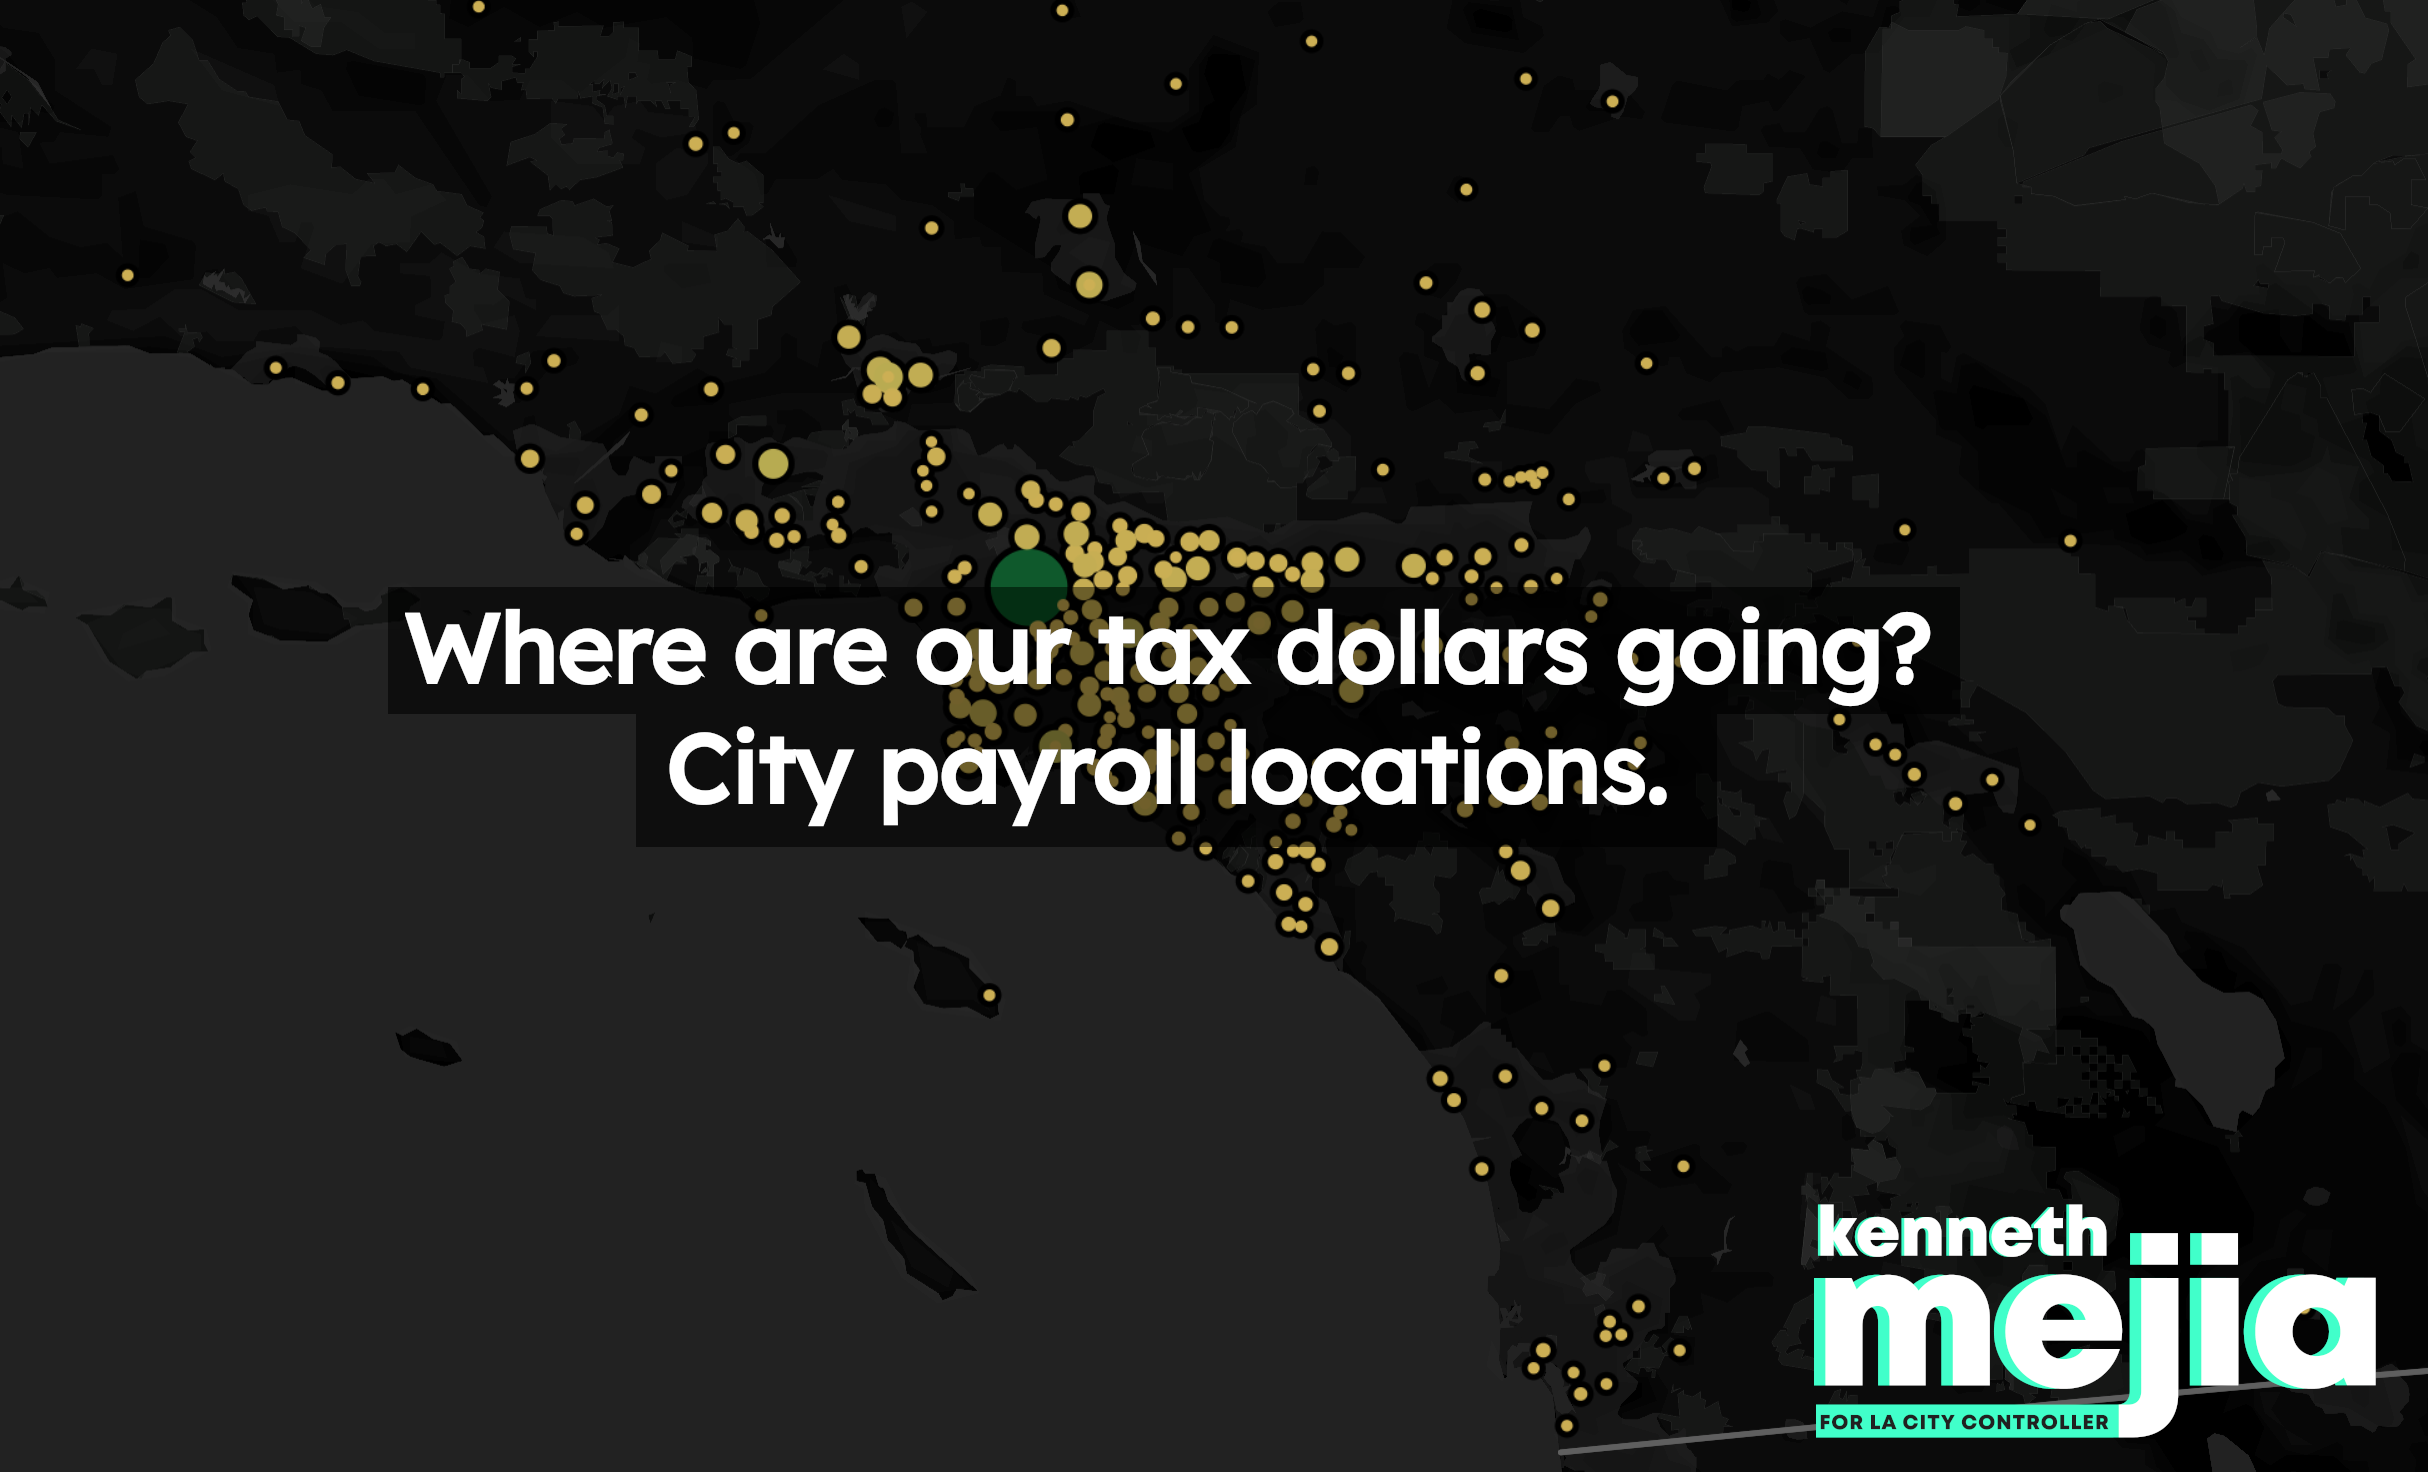 Where are our tax dollars going?
City payroll locations.
kenneth
mejia
FOR LA CITY CONTROLLER